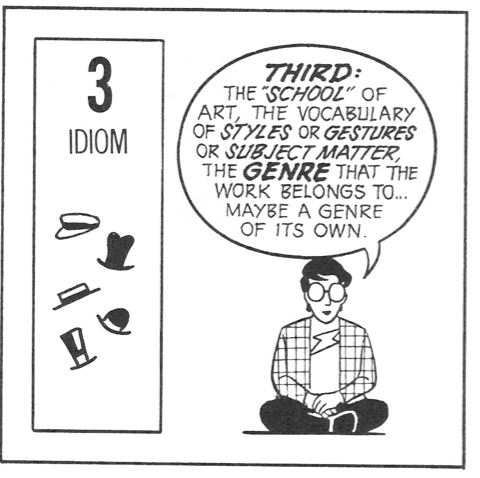 3
IDIOM
THIRD:
THE "SCHOOL" OF
ART, THE VOCABULARY
OF STYLES OR GESTURES
OR SUBJECT MATTER,
THE GENRE THAT THE
WORK BELONGS TO...
MAYBE A GENRE
OF ITS OWN.